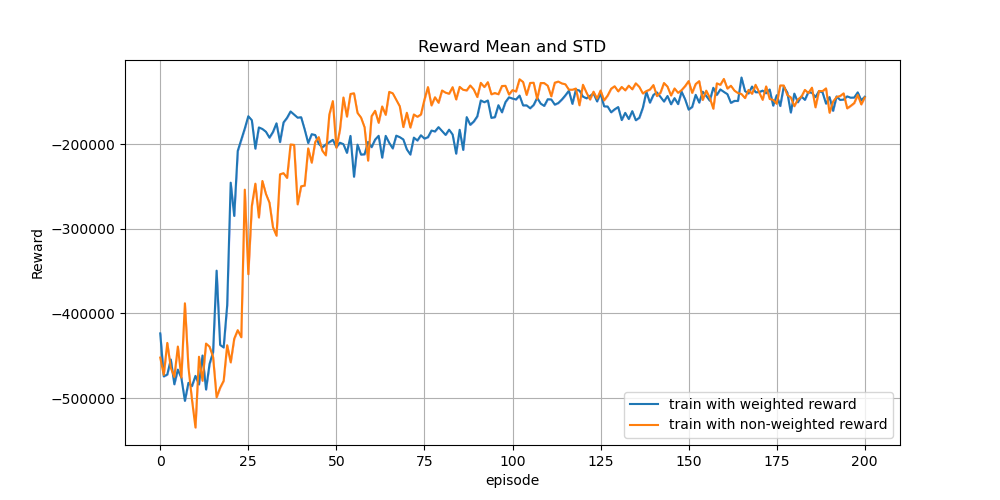 Reward Mean and STD
Reward
−200000
−300000
−400000
−500000
0 25 50 75 100 125 150 175 200
episode
train with weighted reward
train with non-weighted reward